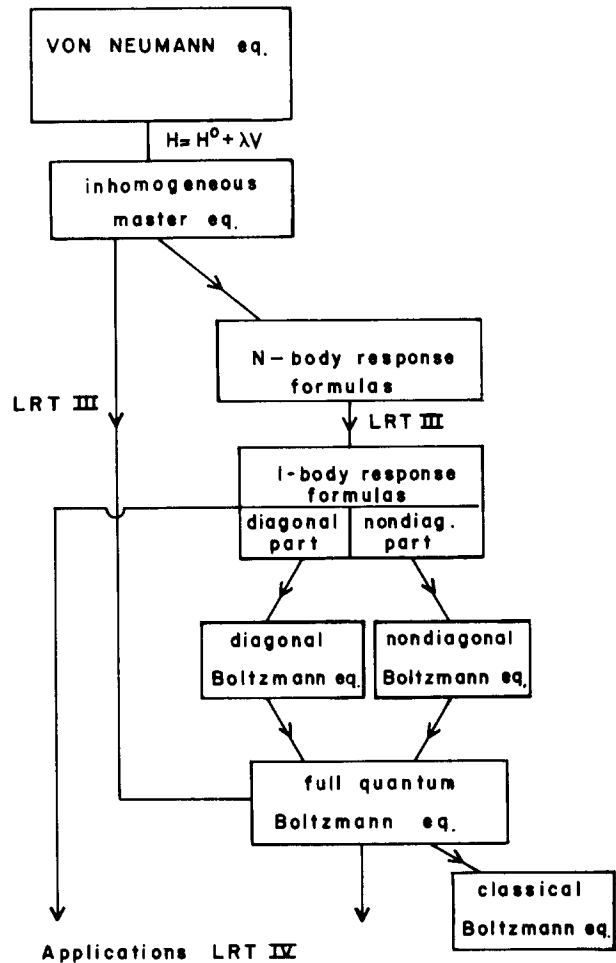 VON NEUMANN eq.
H= H⁰ + λV
inhomogeneous
master eq.
N-body response
formulas
LRT III
LRT III
1-body response
formulas
diagonal
part
nondiag.
part
diagonal
Boltzmann eq.
nondiagonal
Boltzmann eq.
full quantum
Boltzmann eq.
classical
Boltzmann eq.
Applications LRT IV